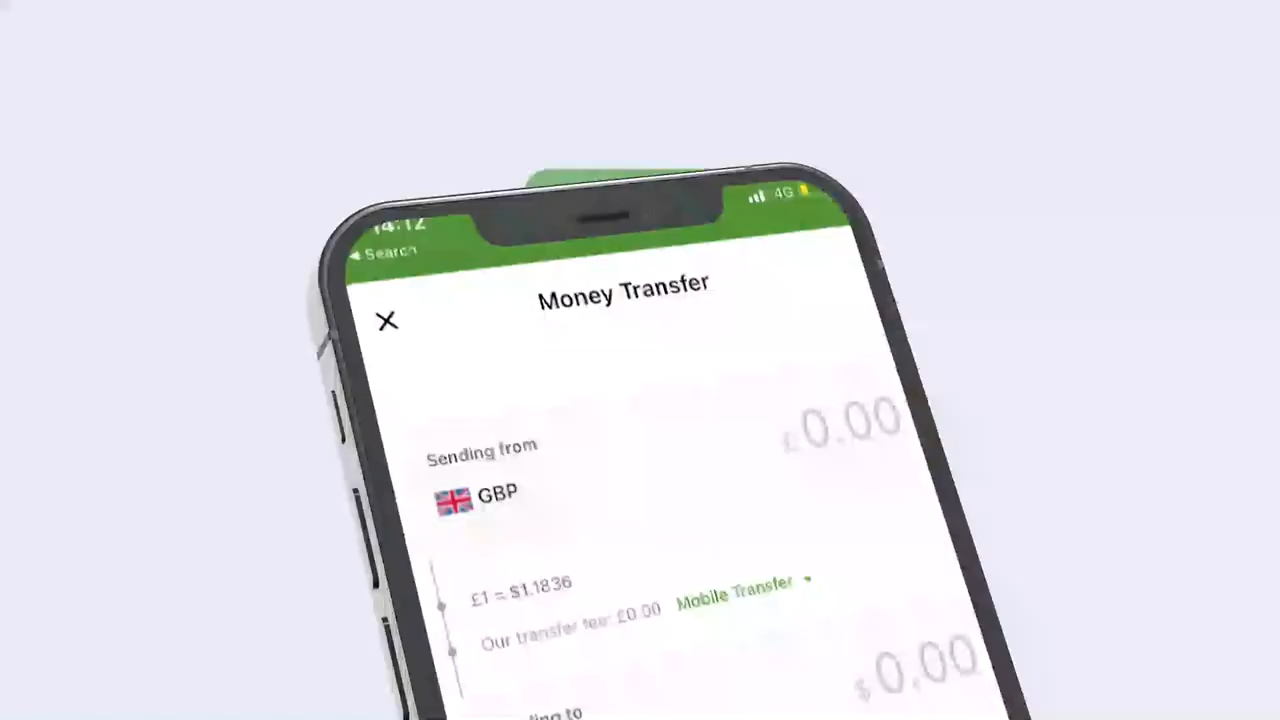 14:12
4G
Search
Money Transfer
Sending from
£0.00
GBP
£1 = $1.1836
Our transfer fee: £0.00 Mobile Transfer
$0.00
to